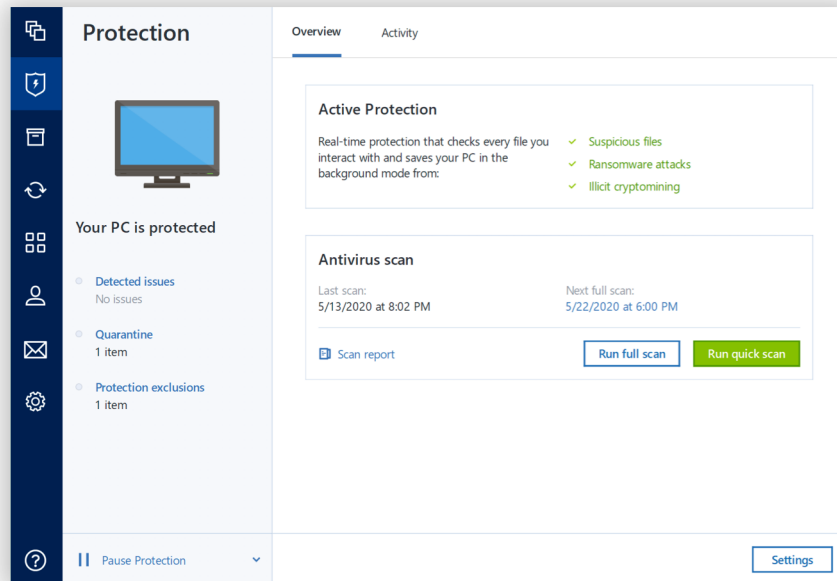 Protection
Your PC is protected
Detected issues
No issues
Quarantine
1 item
Protection exclusions
1 item
Pause Protection
Overview
Activity
Active Protection
Real-time protection that checks every file you
interact with and saves your PC in the
background mode from:
Suspicious files
Ransomware attacks
Illicit cryptomining
Antivirus scan
Last scan:
5/13/2020 at 8:02 PM
Next full scan:
5/22/2020 at 6:00 PM
Scan report
Run full scan
Run quick scan
Settings